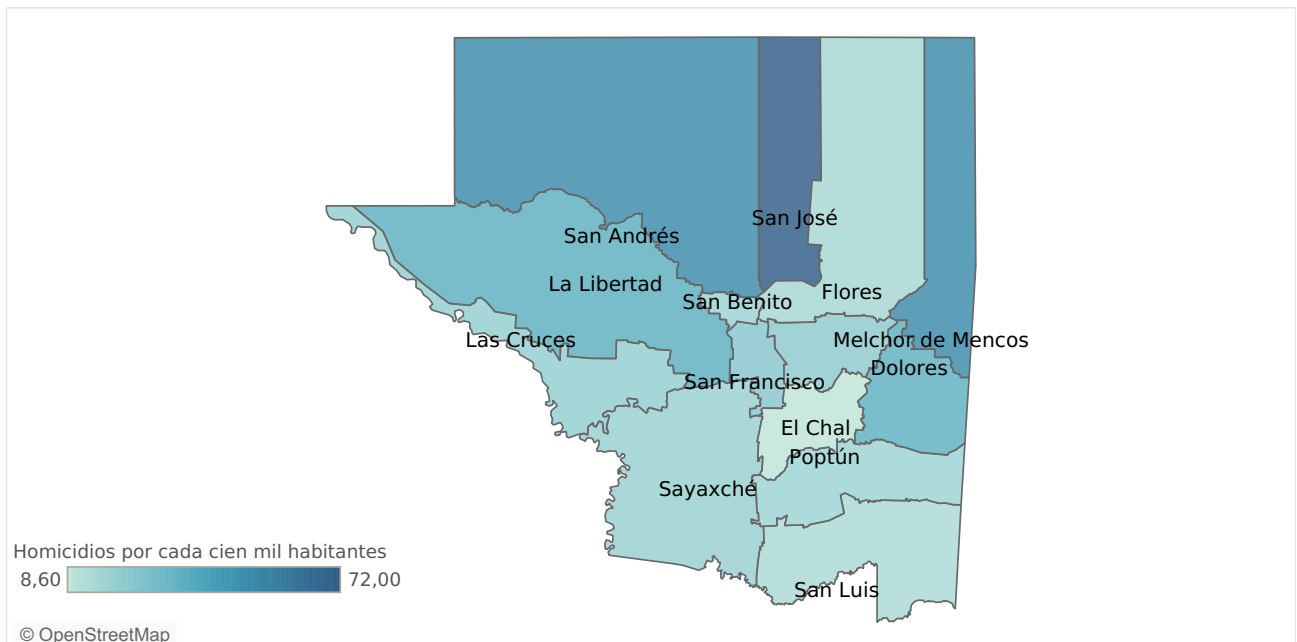 San José
San Andrés
La Libertad
Flores
San Benito
Las Cruces
Melchor de Mencos
Dolores
San Francisco
El Chal
Poptún
Sayaxché
San Luis
Homicidios por cada cien mil habitantes
8,60 72,00
© OpenStreetMap